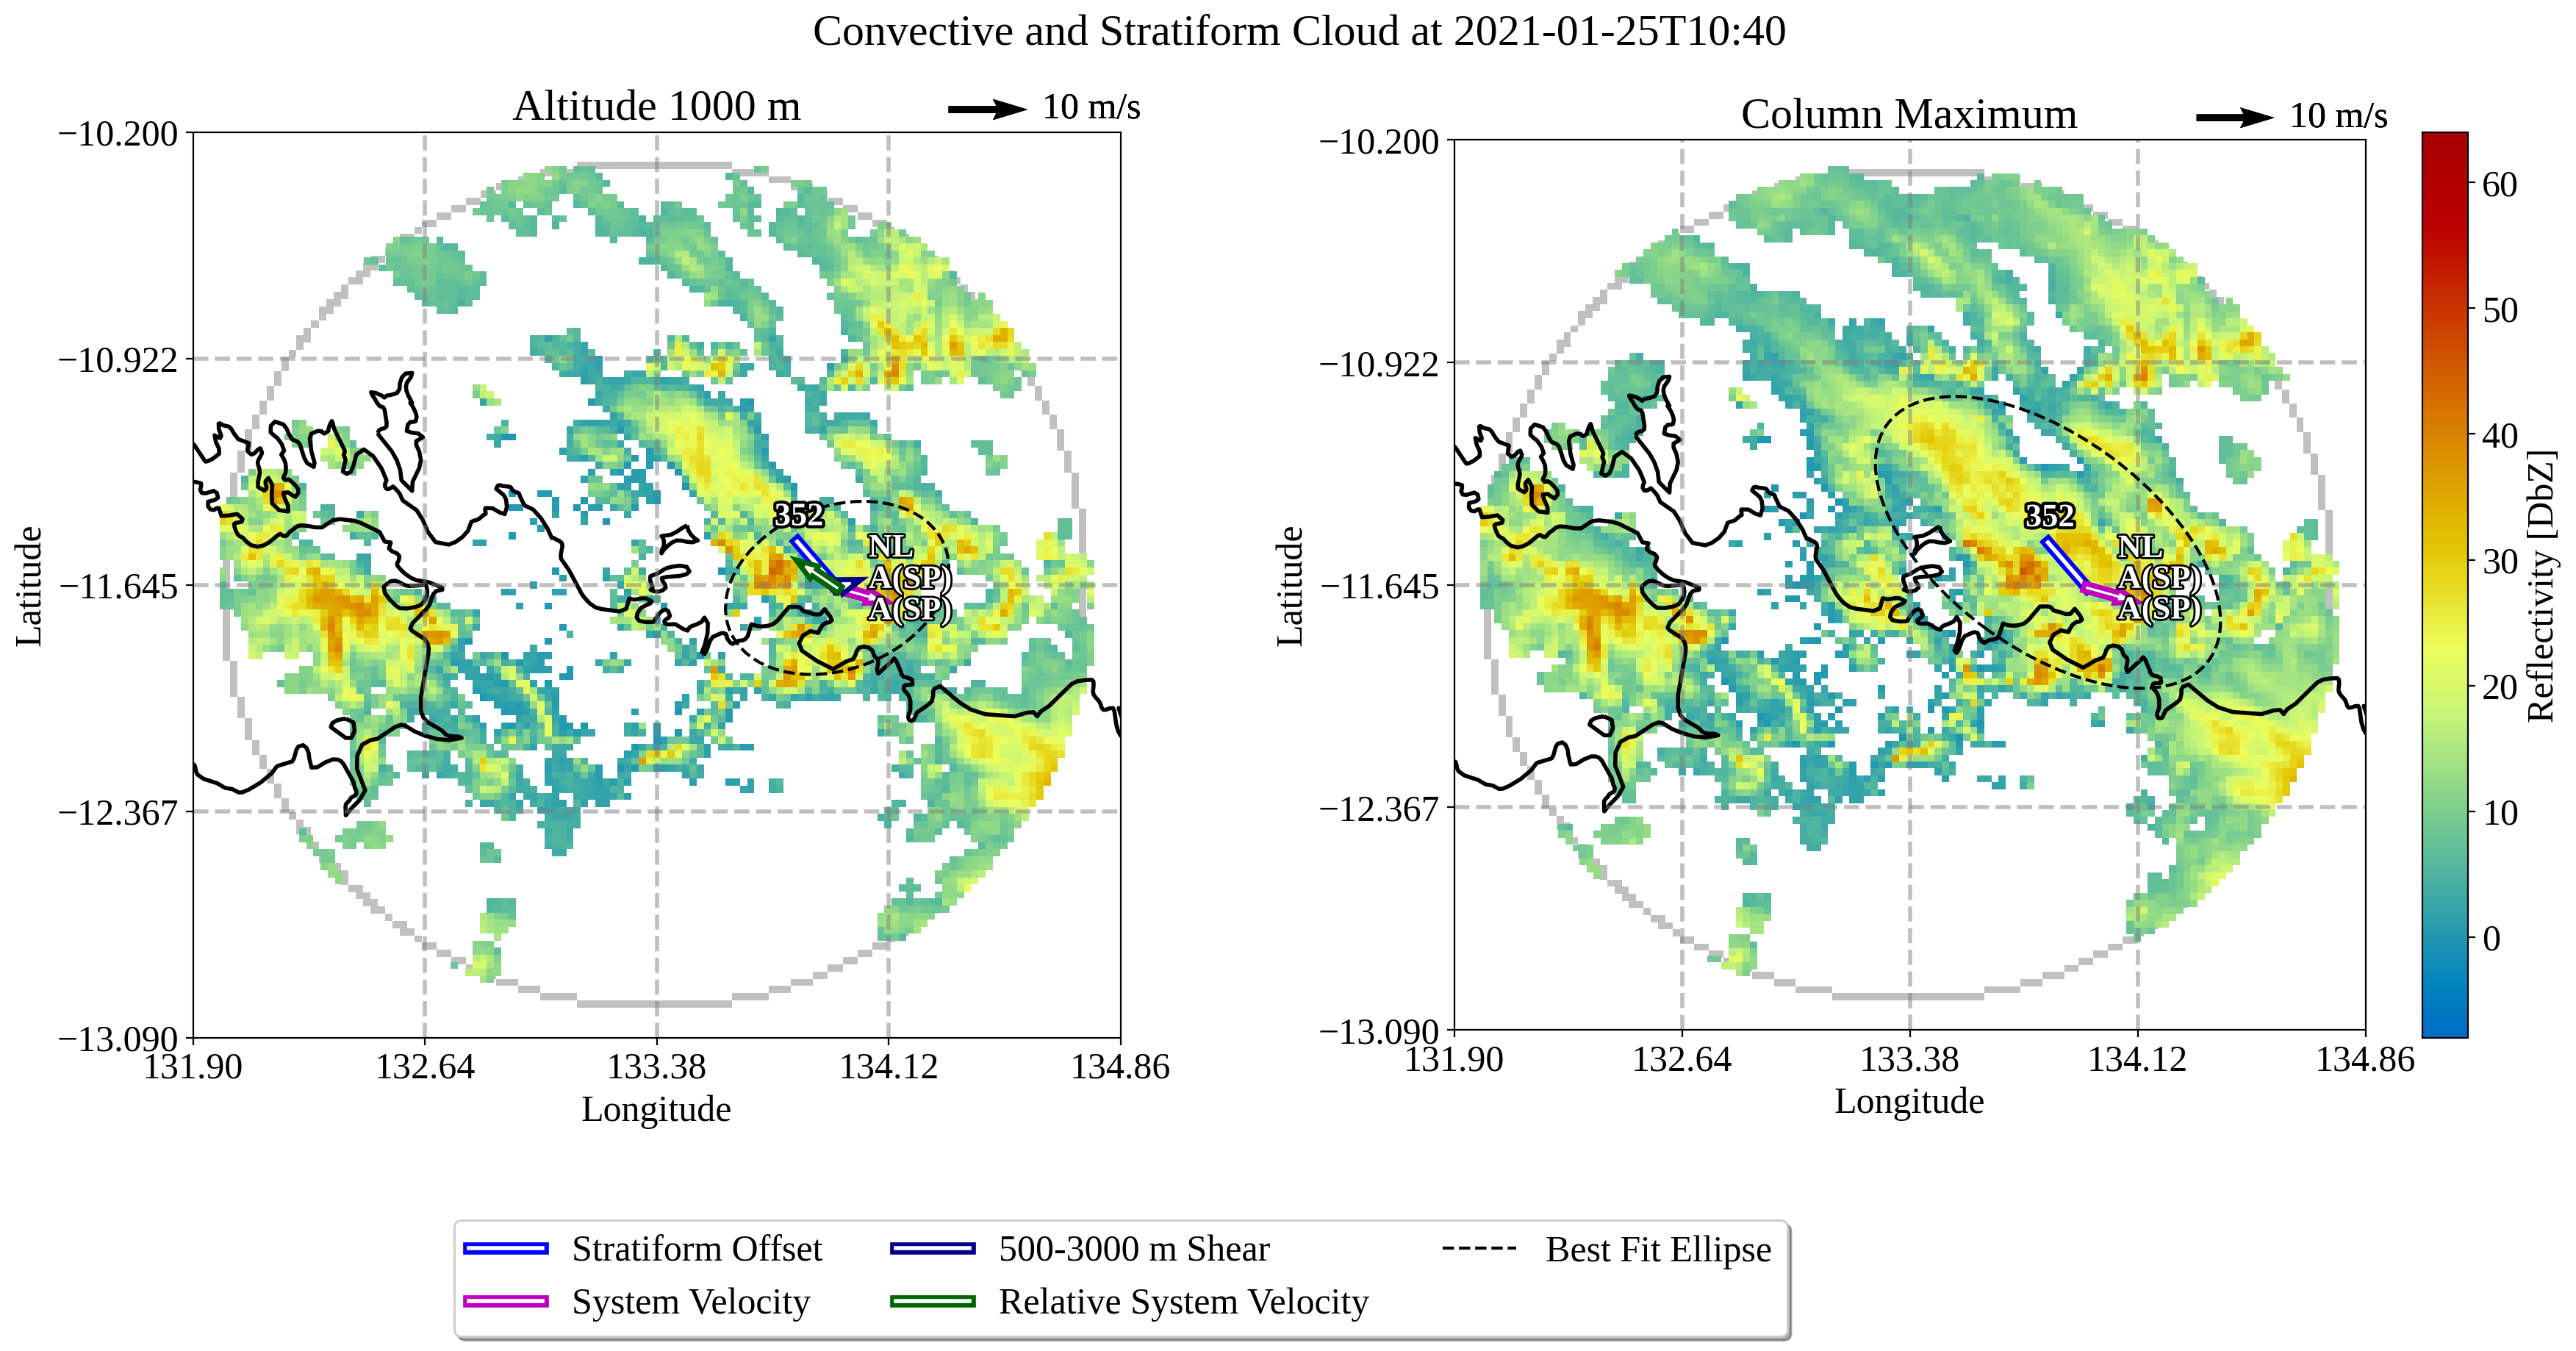 Convective and Stratiform Cloud at 2021-01-25T10:40
Altitude 1000 m
10 m/s
−10.200
−10.922
−11.645
−12.367
−13.090
Latitude
131.90
132.64
133.38
134.12
134.86
Longitude
352
NL
A(SP)
A(SP)
Column Maximum
10 m/s
−10.200
−10.922
−11.645
−12.367
−13.090
Latitude
131.90
132.64
133.38
134.12
134.86
Longitude
352
NL
A(SP)
A(SP)
60
50
40
30
20
10
0
Reflectivity [DbZ]
Stratiform Offset
System Velocity
500-3000 m Shear
Relative System Velocity
Best Fit Ellipse